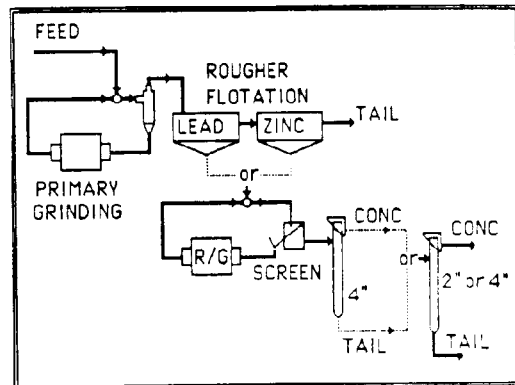 FEED
ROUGHER
FLOTATION
LEAD
ZINC
TAIL
PRIMARY
GRINDING
or
R/G
SCREEN
CONC
4"
TAIL
or
CONC
2" or 4"
TAIL